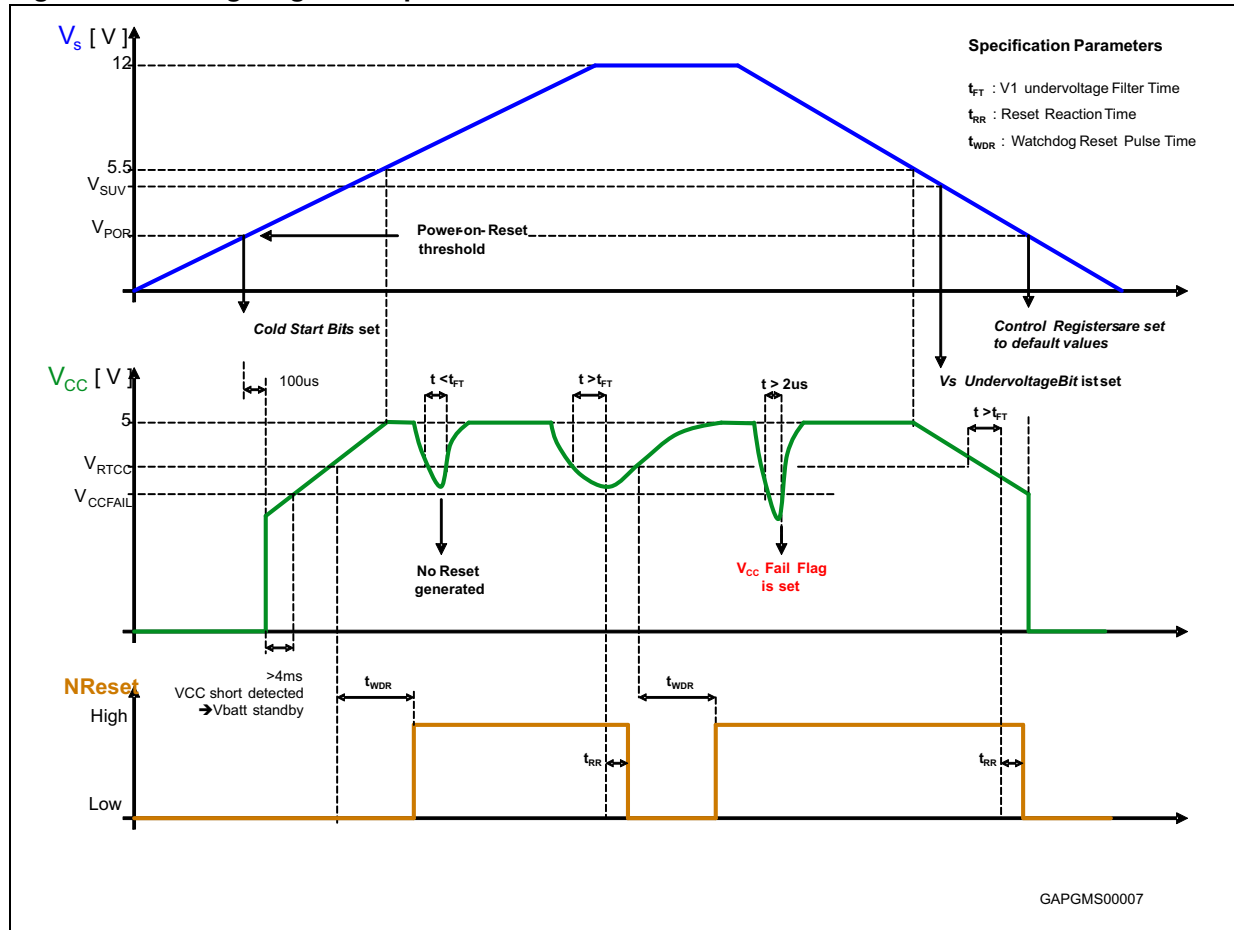 Vs [ V ]
Specification Parameters
12
tFT : V1 undervoltage Filter Time
tRR : Reset Reaction Time
tWDR : Watchdog Reset Pulse Time
5.5
VSUV
VPOR
Power-on-Reset
threshold
Cold Start Bits set
Control Registersare set
to default values
VCC [ V ]
100us
t <tFT
t >tFT
t > 2us
Vs UndervoltageBit istset
5
t >tFT
VRTCC
VCCFAIL
No Reset
generated
VCC Fail Flag
is set
>4ms
VCC short detected
➔Vbatt standby
NReset
tWDR
tWDR
High
tRR
tRR
Low
GAPGMS00007